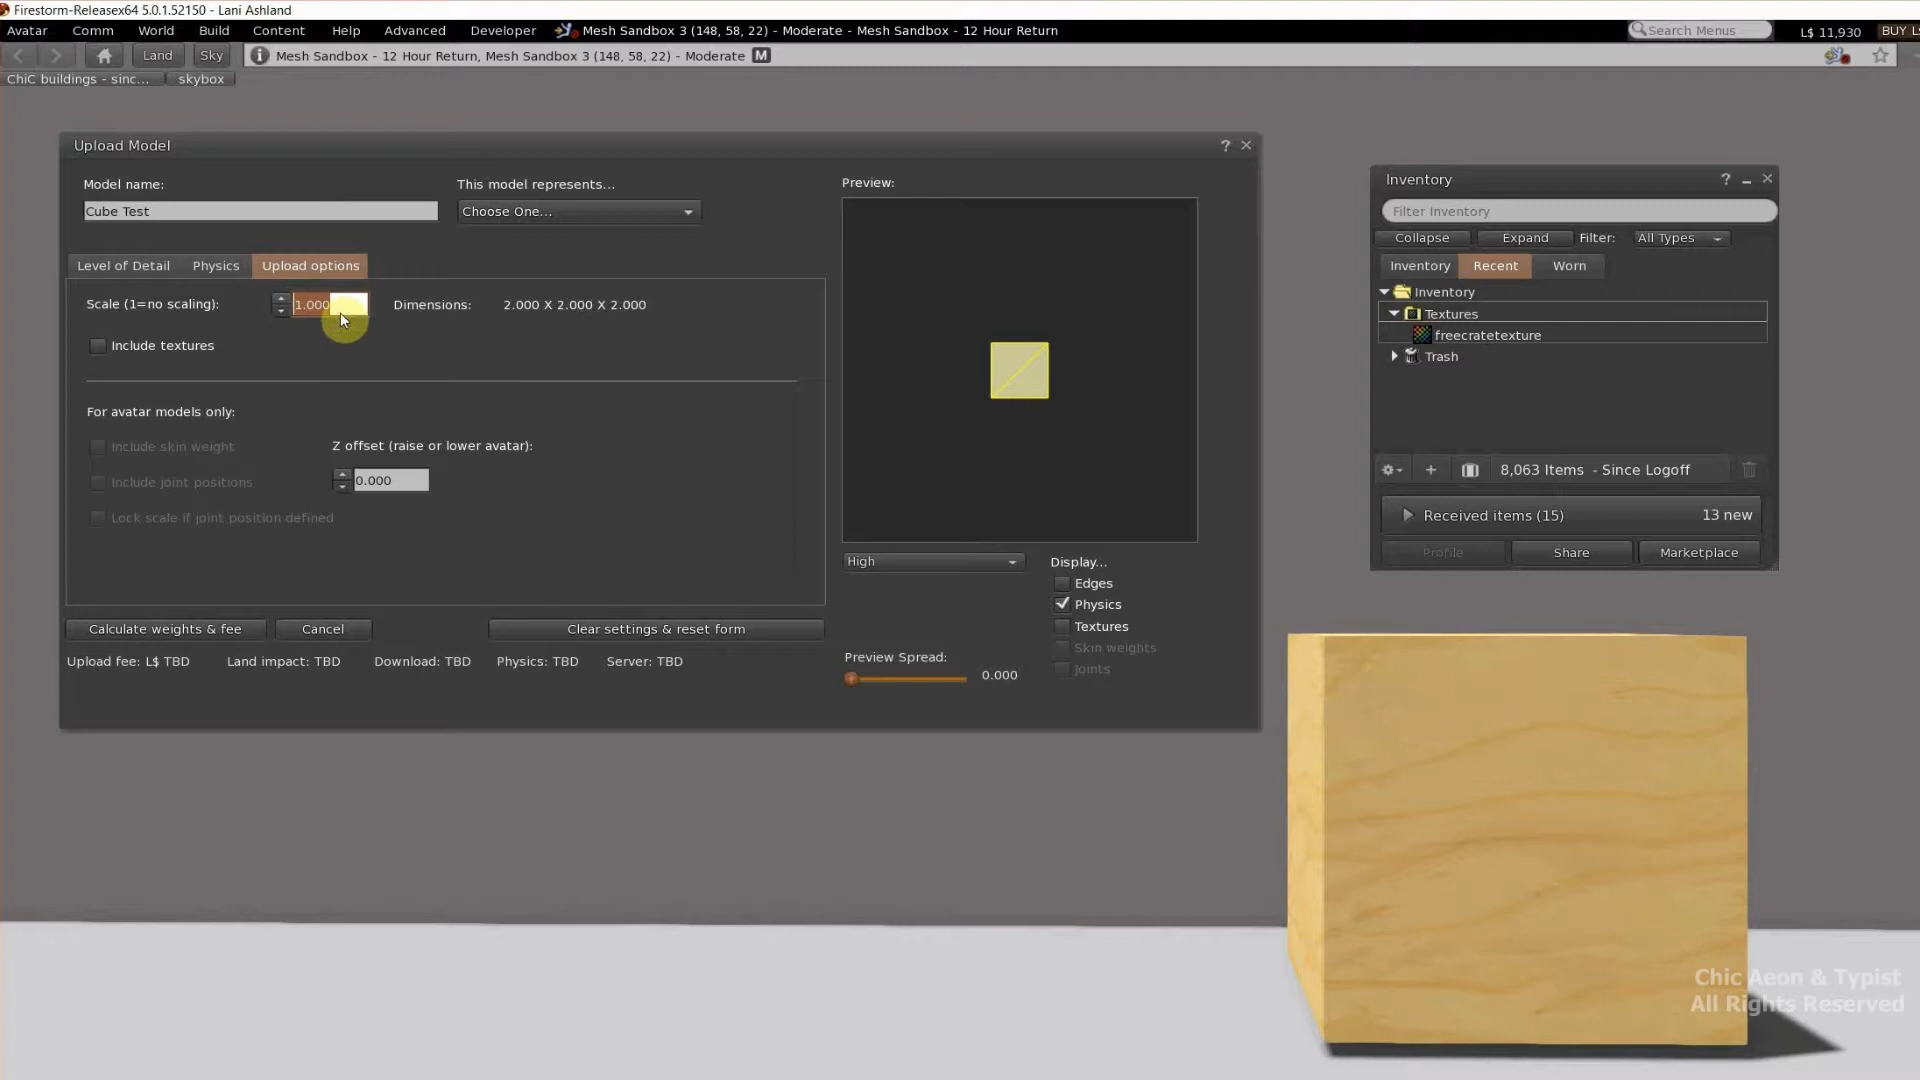 Firestorm-Releasex64 5.0.1.52150 - Lani Ashland
Avatar Comm World Build Content Help Advanced Developer Mesh Sandbox 3 (148, 58, 22) - Moderate - Mesh Sandbox - 12 Hour Return Search Menus L$ 11,930 BUY L$
Land Sky Mesh Sandbox - 12 Hour Return, Mesh Sandbox 3 (148, 58, 22) - Moderate M
ChiC buildings - sinc... skybox
Upload Model ? ×
Model name: This model represents...
Cube Test Choose One...
Level of Detail Physics Upload options
Scale (1=no scaling): 1.000 Dimensions: 2.000 X 2.000 X 2.000
Include textures
For avatar models only:
Include skin weight Z offset (raise or lower avatar):
Include joint positions 0.000
Lock scale if joint position defined
Calculate weights & fee Cancel Clear settings & reset form
Upload fee: L$ TBD Land impact: TBD Download: TBD Physics: TBD Server: TBD
Preview:
High Display...
Edges
Physics
Textures
Skin weights
Joints
Preview Spread:
0.000
Inventory ?
Filter Inventory
Collapse Expand Filter: All Types
Inventory Recent Worn
Inventory
Textures
freecratetexture
Trash
8,063 Items - Since Logoff
Received items (15) 13 new
Profile Share Marketplace
Chic Aeon & Typist
All Rights Reserved